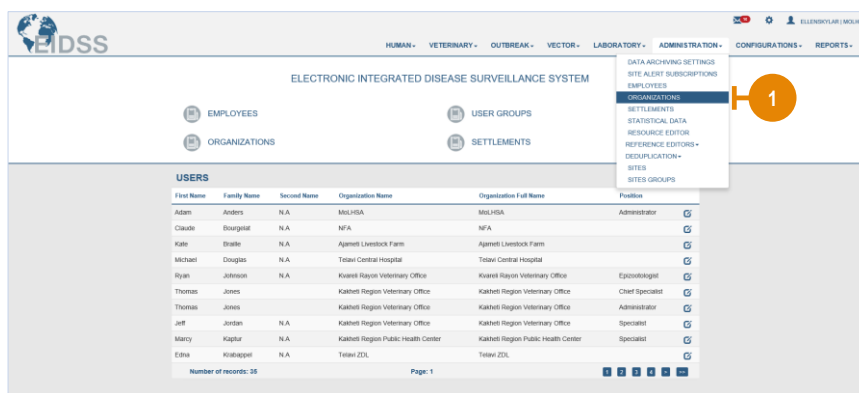 EIDSS
16
ELLENSKYLAR | MOLH
HUMAN VETERINARY OUTBREAK VECTOR LABORATORY ADMINISTRATION CONFIGURATIONS REPORTS
DATA ARCHIVING SETTINGS
SITE ALERT SUBSCRIPTIONS
EMPLOYEES
ORGANIZATIONS
SETTLEMENTS
STATISTICAL DATA
RESOURCE EDITOR
REFERENCE EDITORS
DEDUPLICATION
SITES
SITES GROUPS
1
ELECTRONIC INTEGRATED DISEASE SURVEILLANCE SYSTEM
EMPLOYEES USER GROUPS
ORGANIZATIONS SETTLEMENTS
USERS
First Name Family Name Second Name Organization Name Organization Full Name Position
Adam Anders N.A MoLHSA MoLHSA Administrator
Claude Bourgelat N.A NFA NFA
Kate Braille N.A Ajameti Livestock Farm Ajameti Livestock Farm
Michael Douglas N.A Telavi Central Hospital Telavi Central Hospital
Ryan Johnson N.A Kvareli Rayon Veterinary Office Kvareli Rayon Veterinary Office Epizootologist
Thomas Jones Kakheti Region Veterinary Office Kakheti Region Veterinary Office Chief Specialist
Thomas Jones Kakheti Region Veterinary Office Kakheti Region Veterinary Office Administrator
Jeff Jordan N.A Kakheti Region Veterinary Office Kakheti Region Veterinary Office Specialist
Marcy Kaptur N.A Kakheti Region Public Health Center Kakheti Region Public Health Center Specialist
Edna Krabappel N.A Telavi ZDL Telavi ZDL
Number of records: 35 Page: 1 1 2 3 4 > >>